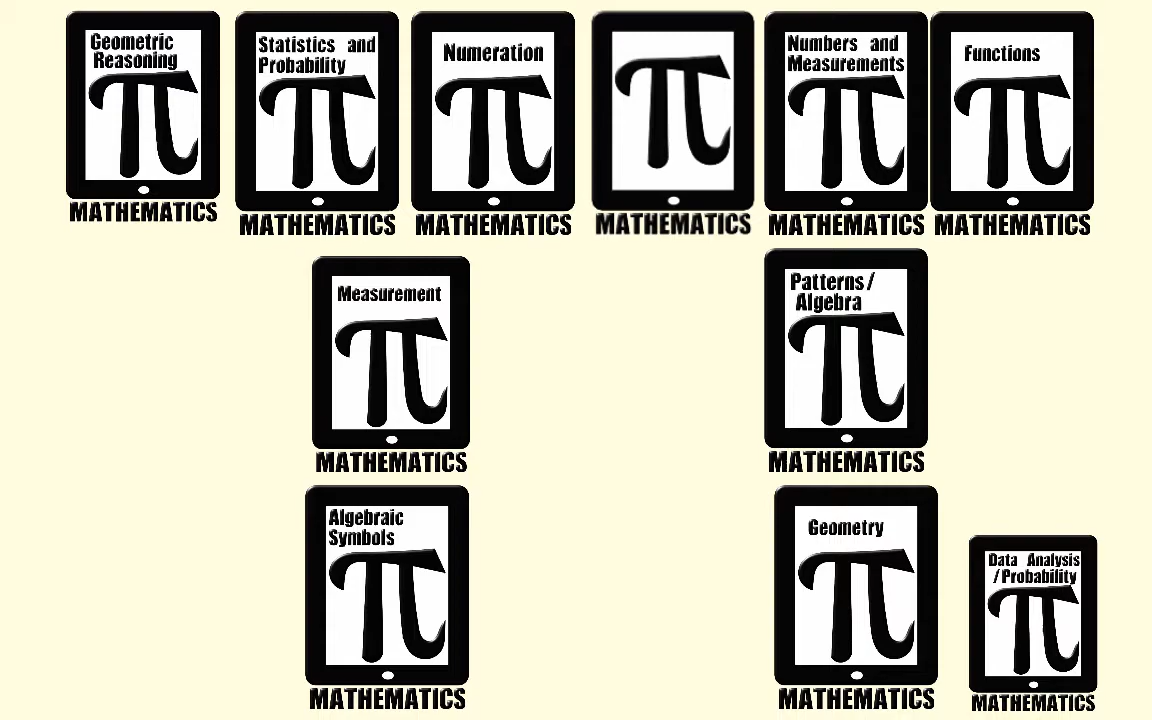 Geometric
Reasoning
π
MATHEMATICS
Statistics and
Probability
π
MATHEMATICS
Numeration
π
MATHEMATICS
π
MATHEMATICS
Numbers and
Measurements
π
MATHEMATICS
Functions
π
MATHEMATICS
Measurement
π
MATHEMATICS
Patterns/
Algebra
π
MATHEMATICS
Algebraic
Symbols
π
MATHEMATICS
Geometry
π
MATHEMATICS
Data Analysis
/Probability
π
MATHEMATICS